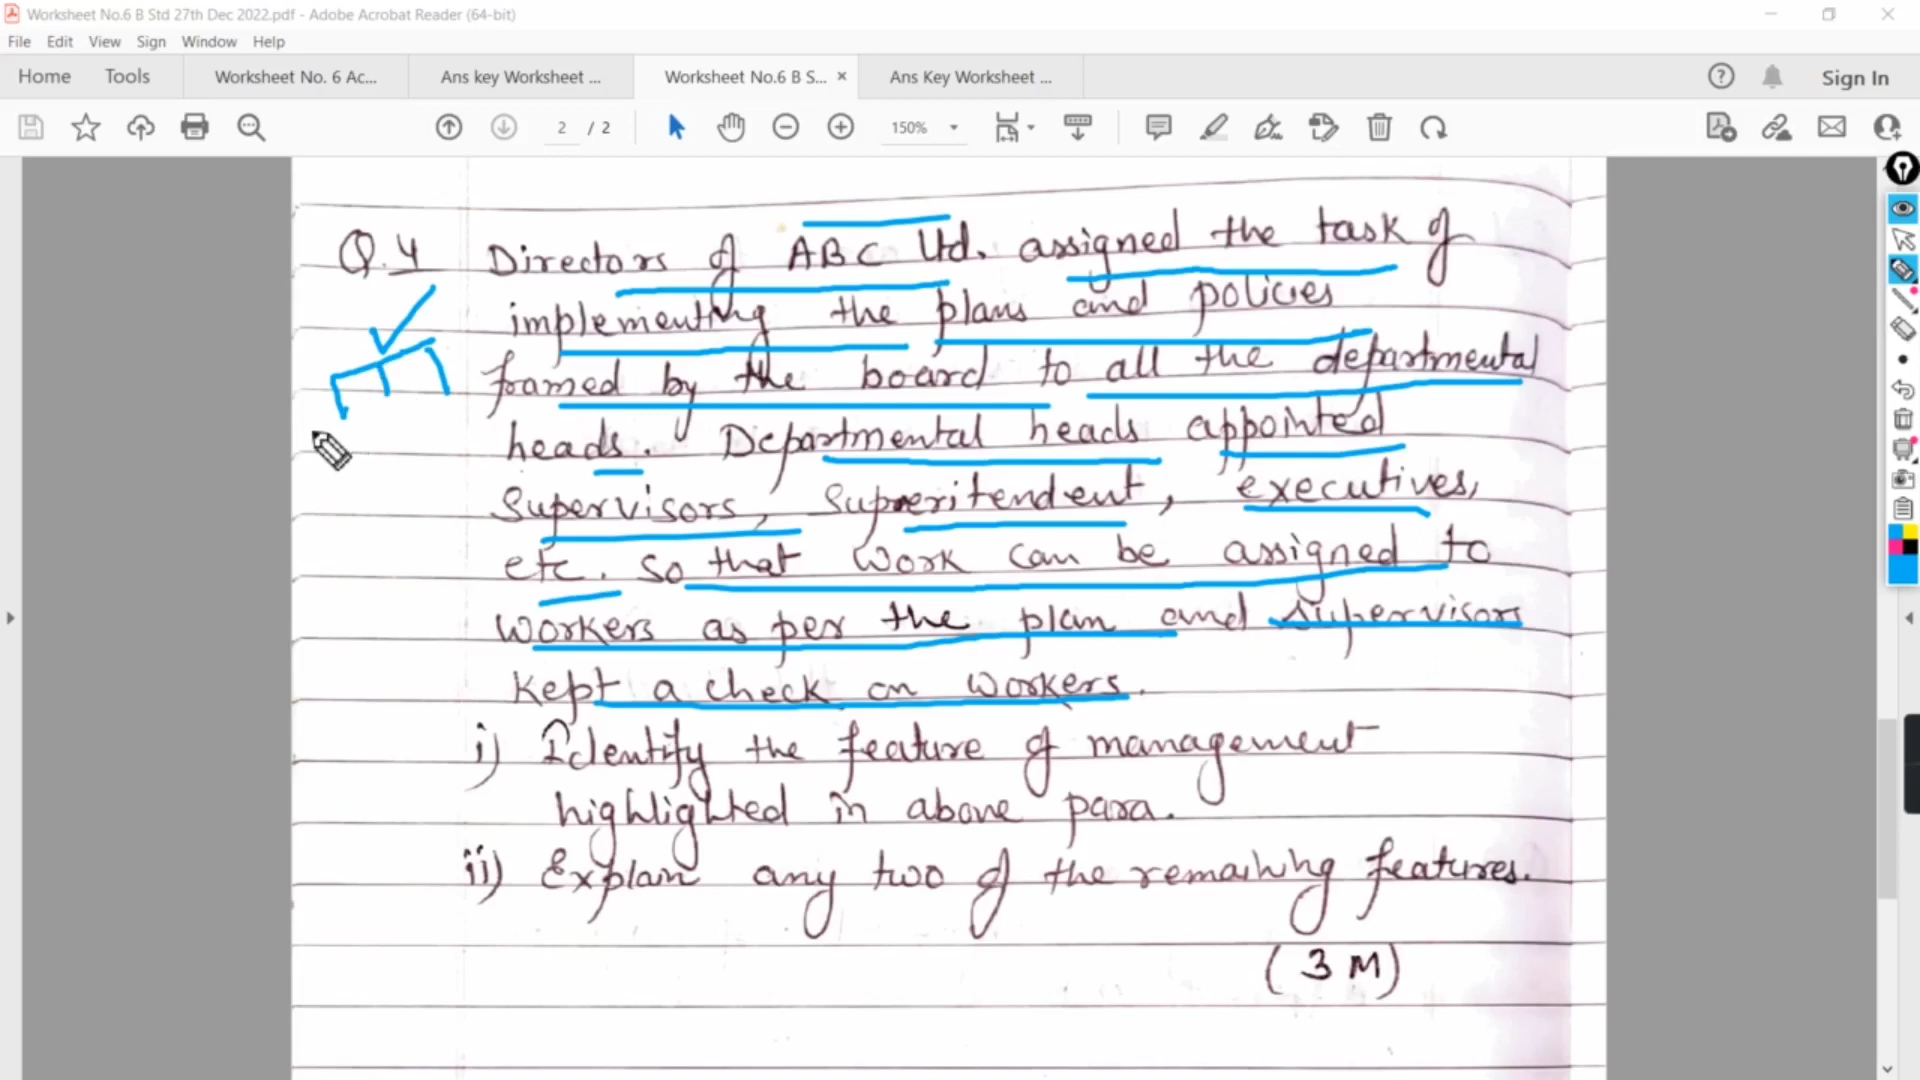 Worksheet No.6 B Std 27th Dec 2022.pdf - Adobe Acrobat Reader (64-bit)
File Edit View Sign Window Help
Home Tools Worksheet No. 6 Ac... Ans key Worksheet ... Worksheet No.6 B S... × Ans Key Worksheet ... Sign In
2 / 2 150%
Q.4 Directors of ABC Ltd. assigned the task of
implementing the plans and policies
framed by the board to all the departmental
heads. Departmental heads appointed
Supervisors, Superitendent, executives,
etc. so that work can be assigned to
workers as per the plan and supervisors
kept a check on workers.
i) Identify the feature of management
highlighted in above para.
ii) Explain any two of the remaining features.
(3 M)